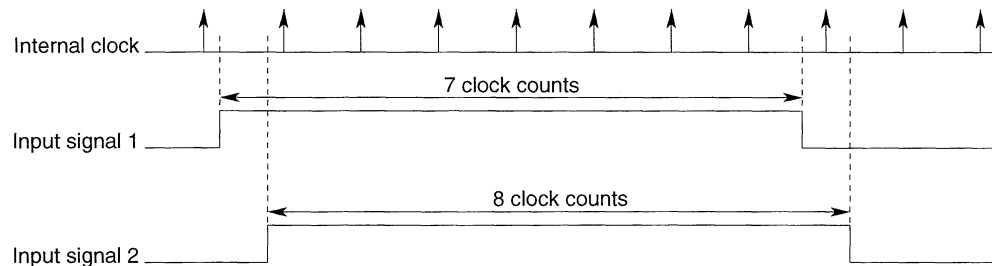 Internal clock
7 clock counts
Input signal 1
8 clock counts
Input signal 2